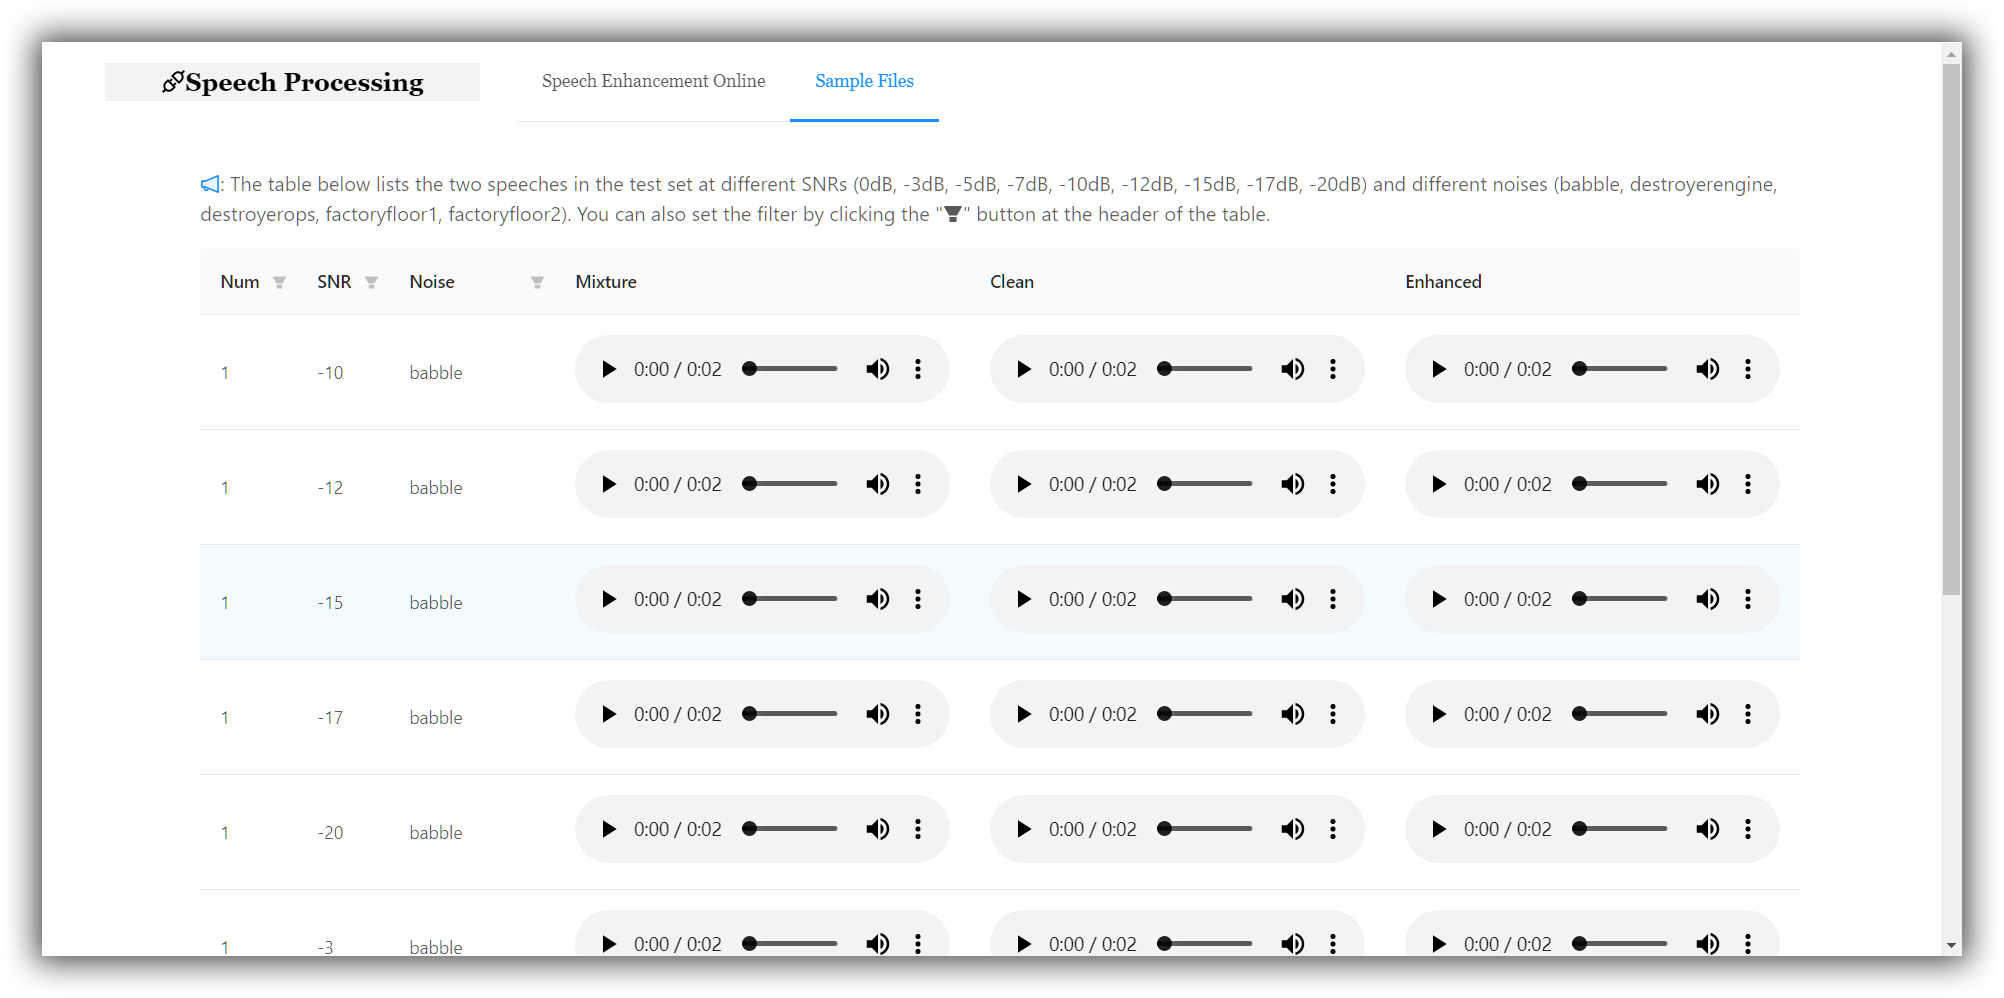 Speech Processing
Speech Enhancement Online
Sample Files
: The table below lists the two speeches in the test set at different SNRs (0dB, -3dB, -5dB, -7dB, -10dB, -12dB, -15dB, -17dB, -20dB) and different noises (babble, destroyerengine,
destroyerops, factoryfloor1, factoryfloor2). You can also set the filter by clicking the "" button at the header of the table.
Num SNR Noise Mixture Clean Enhanced
1 -10 babble 0:00 / 0:02 0:00 / 0:02 0:00 / 0:02
1 -12 babble 0:00 / 0:02 0:00 / 0:02 0:00 / 0:02
1 -15 babble 0:00 / 0:02 0:00 / 0:02 0:00 / 0:02
1 -17 babble 0:00 / 0:02 0:00 / 0:02 0:00 / 0:02
1 -20 babble 0:00 / 0:02 0:00 / 0:02 0:00 / 0:02
1 -3 babble 0:00 / 0:02 0:00 / 0:02 0:00 / 0:02